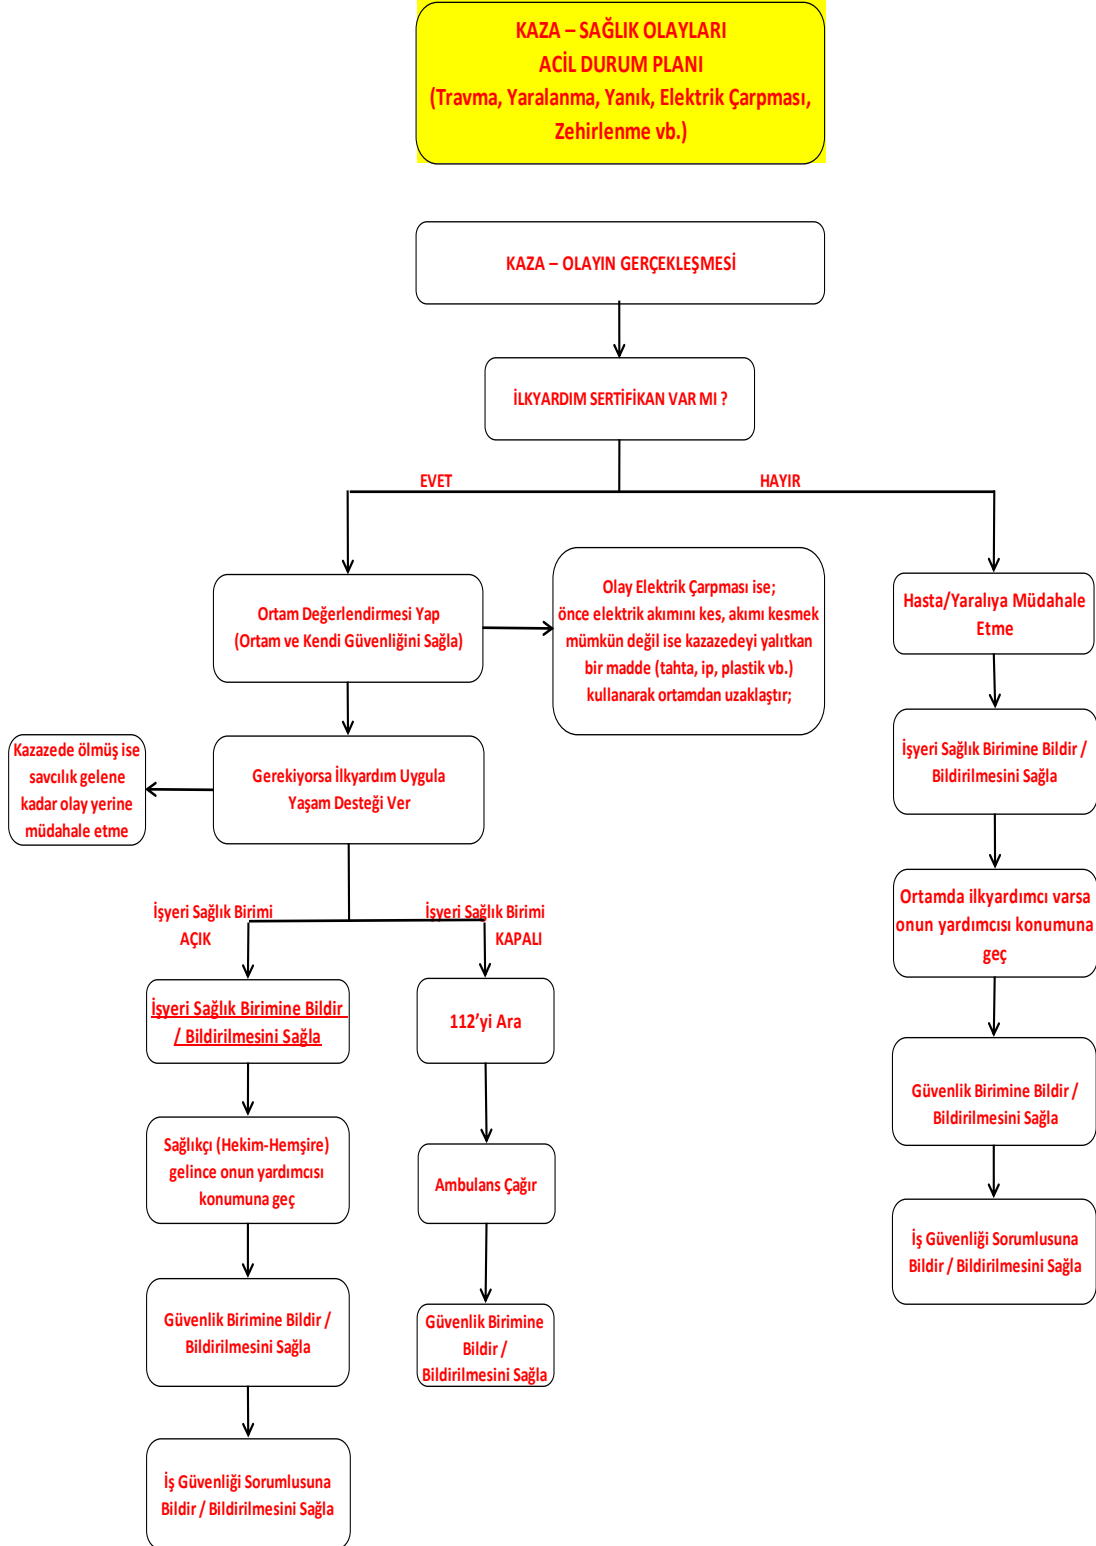 KAZA – SAĞLIK OLAYLARI
ACİL DURUM PLANI
(Travma, Yaralanma, Yanık, Elektrik Çarpması,
Zehirlenme vb.)
KAZA – OLAYIN GERÇEKLEŞMESİ
İLKYARDIM SERTİFİKAN VAR MI ?
EVET
HAYIR
Ortam Değerlendirmesi Yap
(Ortam ve Kendi Güvenliğini Sağla)
Olay Elektrik Çarpması ise;
önce elektrik akımını kes, akımı kesmek
mümkün değil ise kazazedeyi yalıtkan
bir madde (tahta, ip, plastik vb.)
kullanarak ortamdan uzaklaştır;
Hasta/Yaralıya Müdahale
Etme
Kazazede ölmüş ise
savcılık gelene
kadar olay yerine
müdahale etme
Gerekiyorsa İlkyardım Uygula
Yaşam Desteği Ver
İşyeri Sağlık Birimine Bildir /
Bildirilmesini Sağla
Ortamda ilkyardımcı varsa
onun yardımcısı konumuna
geç
İşyeri Sağlık Birimi
AÇIK
İşyeri Sağlık Birimi
KAPALI
İşyeri Sağlık Birimine Bildir
/ Bildirilmesini Sağla
112’yi Ara
Güvenlik Birimine Bildir /
Bildirilmesini Sağla
Sağlıkçı (Hekim-Hemşire)
gelince onun yardımcısı
konumuna geç
Ambulans Çağır
İş Güvenliği Sorumlusuna
Bildir / Bildirilmesini Sağla
Güvenlik Birimine Bildir /
Bildirilmesini Sağla
Güvenlik Birimine
Bildir /
Bildirilmesini Sağla
İş Güvenliği Sorumlusuna
Bildir / Bildirilmesini Sağla